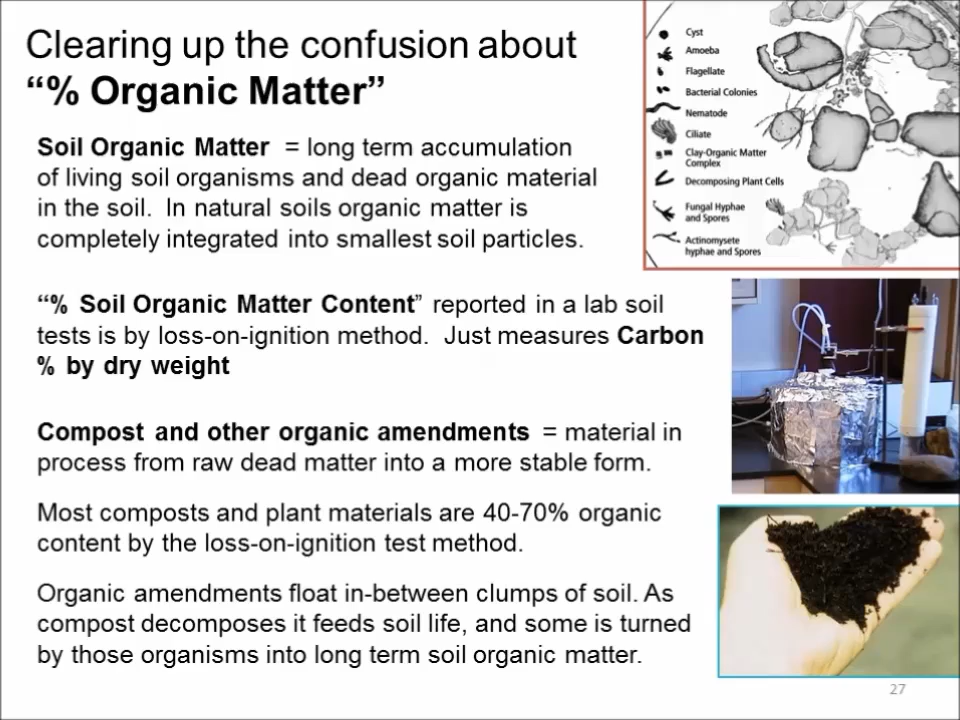 Clearing up the confusion about
“% Organic Matter”
Soil Organic Matter = long term accumulation
of living soil organisms and dead organic material
in the soil. In natural soils organic matter is
completely integrated into smallest soil particles.
“% Soil Organic Matter Content” reported in a lab soil
tests is by loss-on-ignition method. Just measures Carbon
% by dry weight
Compost and other organic amendments = material in
process from raw dead matter into a more stable form.
Most composts and plant materials are 40-70% organic
content by the loss-on-ignition test method.
Organic amendments float in-between clumps of soil. As
compost decomposes it feeds soil life, and some is turned
by those organisms into long term soil organic matter.
Cyst
Amoeba
Flagellate
Bacterial Colonies
Nematode
Ciliate
Clay-Organic Matter
Complex
Decomposing Plant Cells
Fungal Hyphae
and Spores
Actinomysete
hyphae and Spores
27